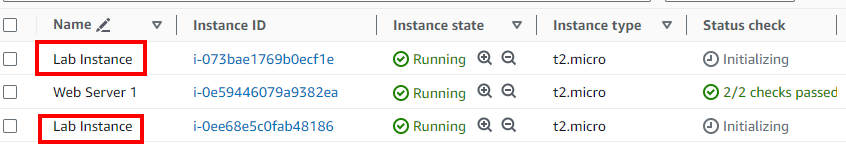 Name Instance ID Instance state Instance type Status check
Lab Instance i-073bae1769b0ecf1e Running t2.micro Initializing
Web Server 1 i-0e59446079a9382ea Running t2.micro 2/2 checks passed
Lab Instance i-0ee68e5c0fab48186 Running t2.micro Initializing